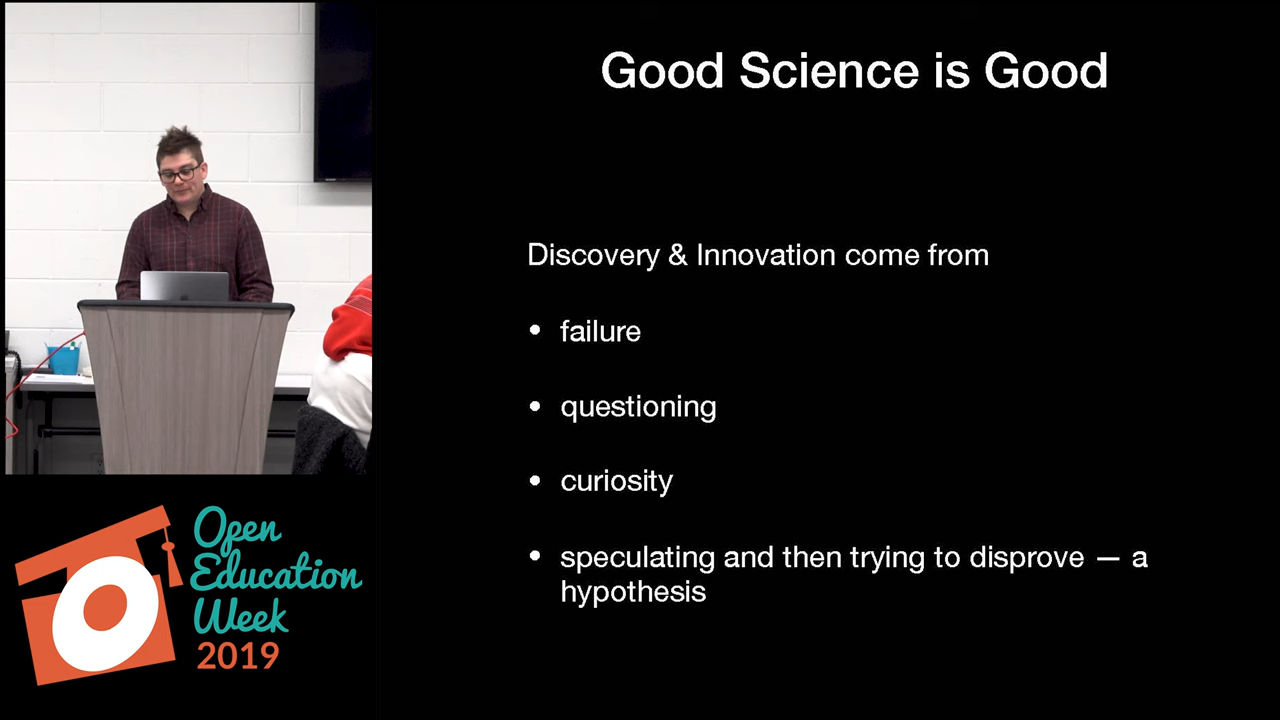 Good Science is Good
Discovery & Innovation come from
• failure
• questioning
• curiosity
• speculating and then trying to disprove — a
hypothesis
Open
Education
Week
2019